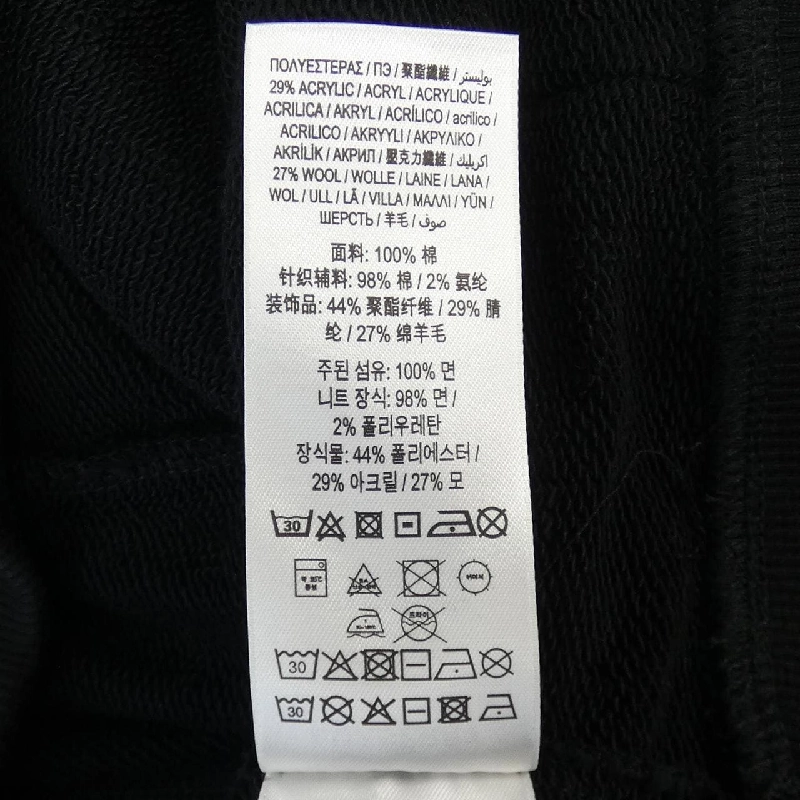 ΠΟΛΥΕΣΤΕΡΑΣ / ПЭ / 聚酯纖維 / بوليستر
29% ACRYLIC / ACRYL / ACRYLIQUE /
ACRILICA / AKRYL / ACRÍLICO / acrílico /
ACRILICO / AKRYYLI / ΑΚΡΥΛΙΚΟ /
AKRİLİK / АКРИЛ / 壓克力纖維 / اكريليك
27% WOOL / WOLLE / LAINE / LANA /
WOL / ULL / LÃ / VILLA / ΜΑΛΛΙ / YÜN /
ШЕРСТЬ / 羊毛 / صوف
面料: 100% 棉
针织辅料: 98% 棉 / 2% 氨纶
装饰品: 44% 聚酯纤维 / 29% 腈
纶 / 27% 绵羊毛
주된 섬유: 100% 면
니트 장식: 98% 면 /
2% 폴리우레탄
장식물: 44% 폴리에스터 /
29% 아크릴 / 27% 모
30
30
30